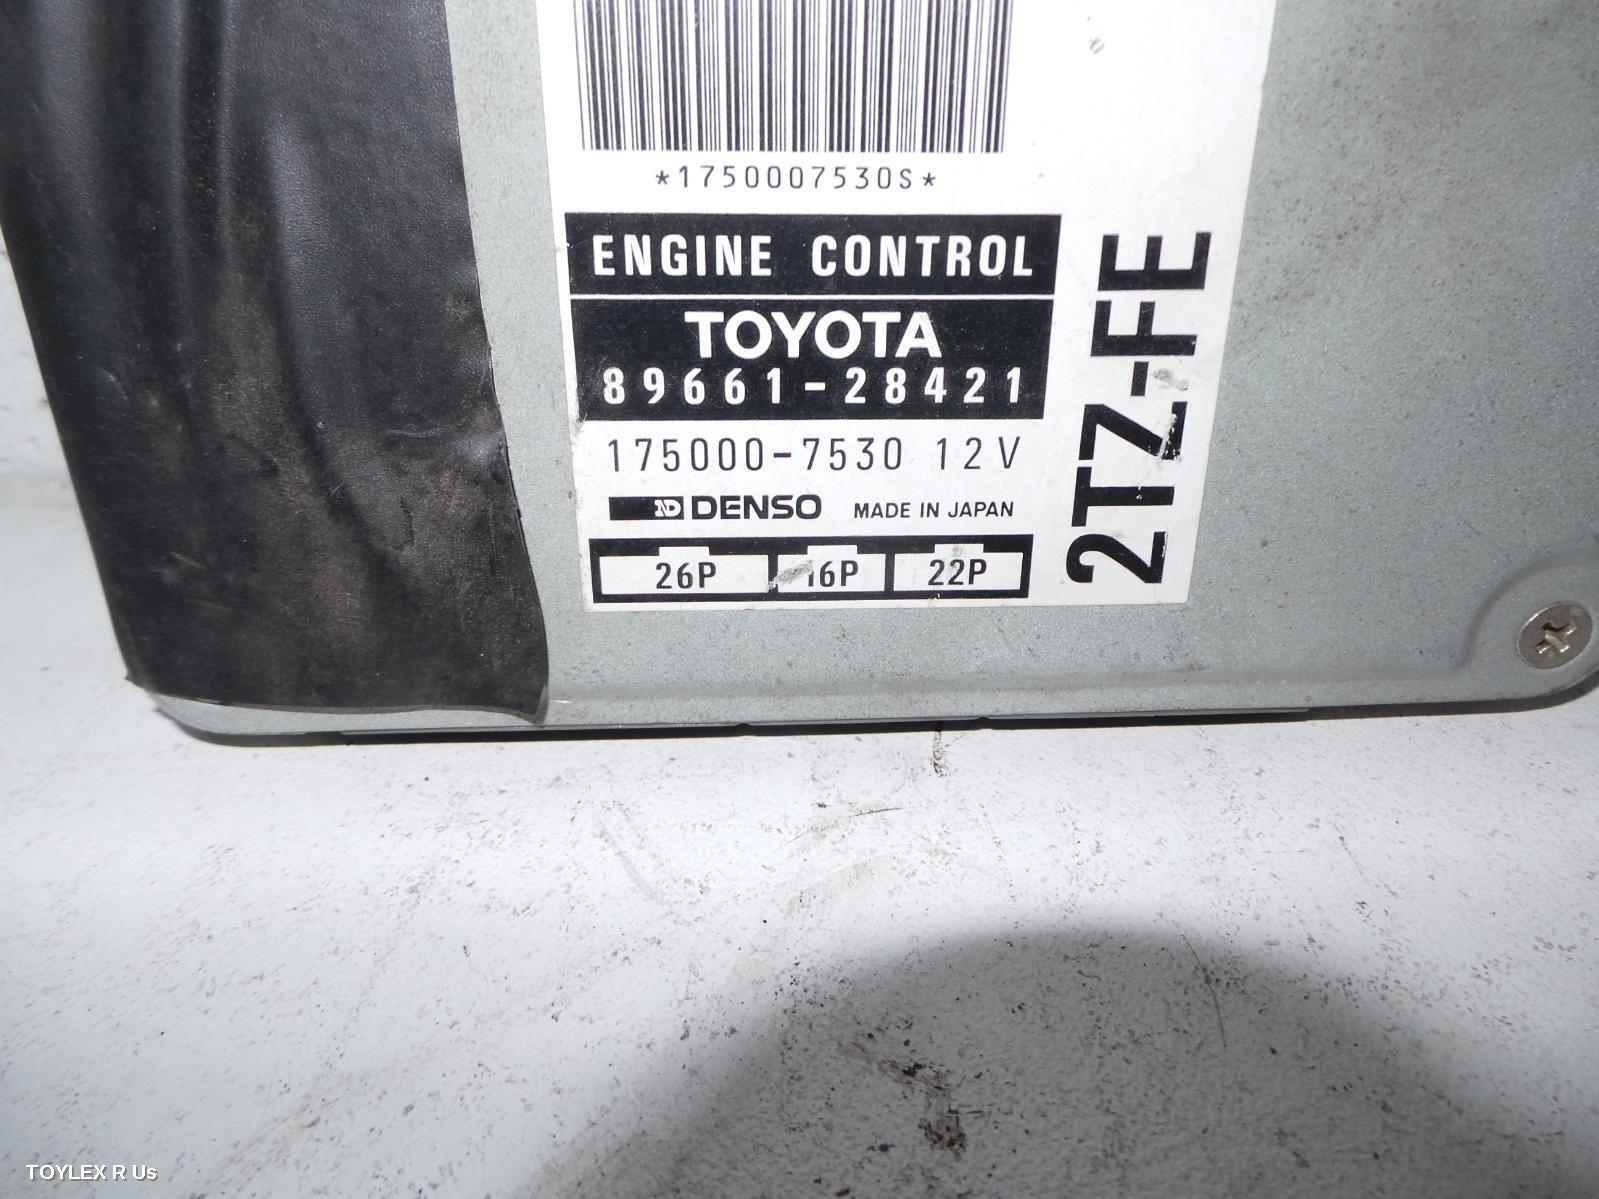 *1750007530S*
ENGINE CONTROL
TOYOTA
89661-28421
175000-7530 12V
ND DENSO MADE IN JAPAN
26P 16P 22P
2TZ-FE
TOYLEX R Us